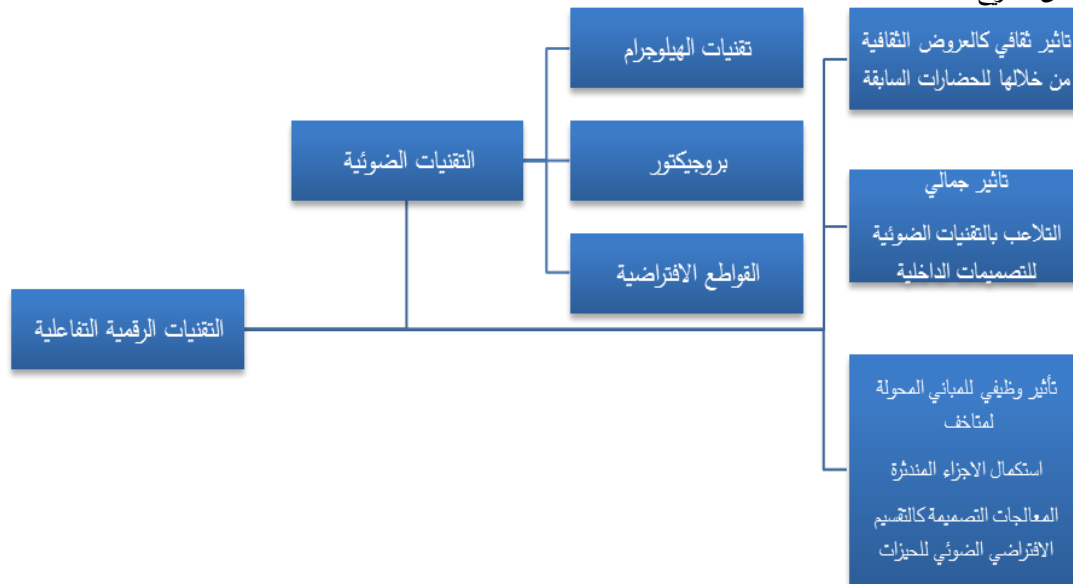 تقنيات الهيلوجرام
بروجيكتور
القواطع الافتراضية
التقنيات الضوئية
التقنيات الرقمية التفاعلية
تاثير ثقافي كالعروض الثقافية
من خلالها للحضارات السابقة
تاثير جمالي
التلاعب بالتقنيات الضوئية
للتصميمات الداخلية
تأثير وظيفي للمباني المحولة
لمتاخف
استكمال الاجزاء المندثرة
المعالجات التصميمة كالتقسيم
الافتراضي الضوئي للحيزات